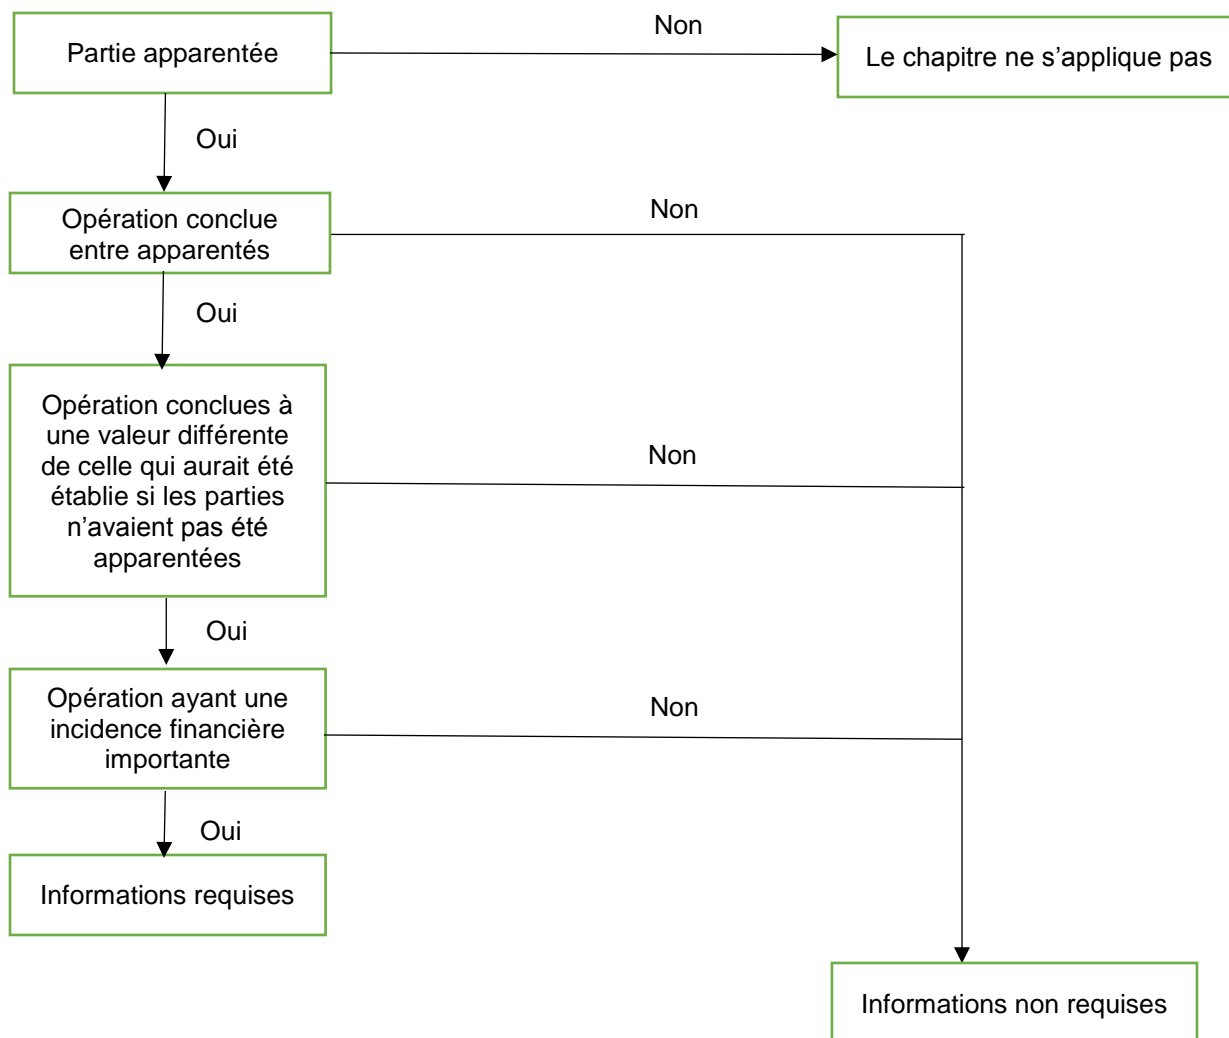 Non
Partie apparentée
Le chapitre ne s’applique pas
Oui
Opération conclue
entre apparentés
Non
Oui
Opération conclues à
une valeur différente
de celle qui aurait été
établie si les parties
n’avaient pas été
apparentées
Non
Oui
Opération ayant une
incidence financière
importante
Non
Oui
Informations requises
Informations non requises